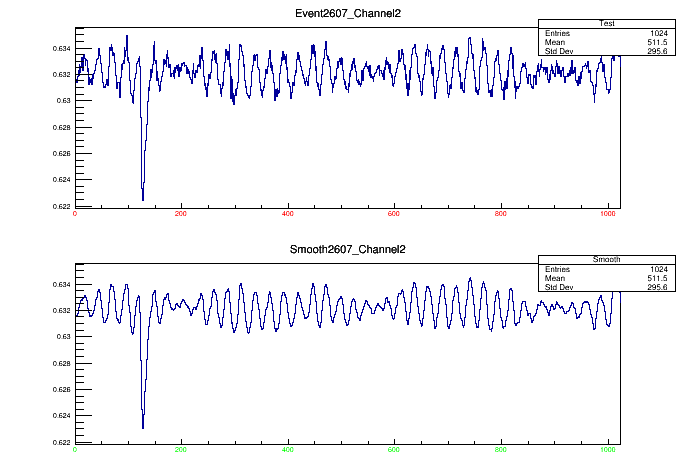 Event2607_Channel2
Test
Entries 1024
Mean 511.5
Std Dev 295.6
0.634
0.632
0.63
0.628
0.626
0.624
0.622
0 200 400 600 800 1000
Smooth2607_Channel2
Smooth
Entries 1024
Mean 511.5
Std Dev 295.6
0.634
0.632
0.63
0.628
0.626
0.624
0.622
0 200 400 600 800 1000